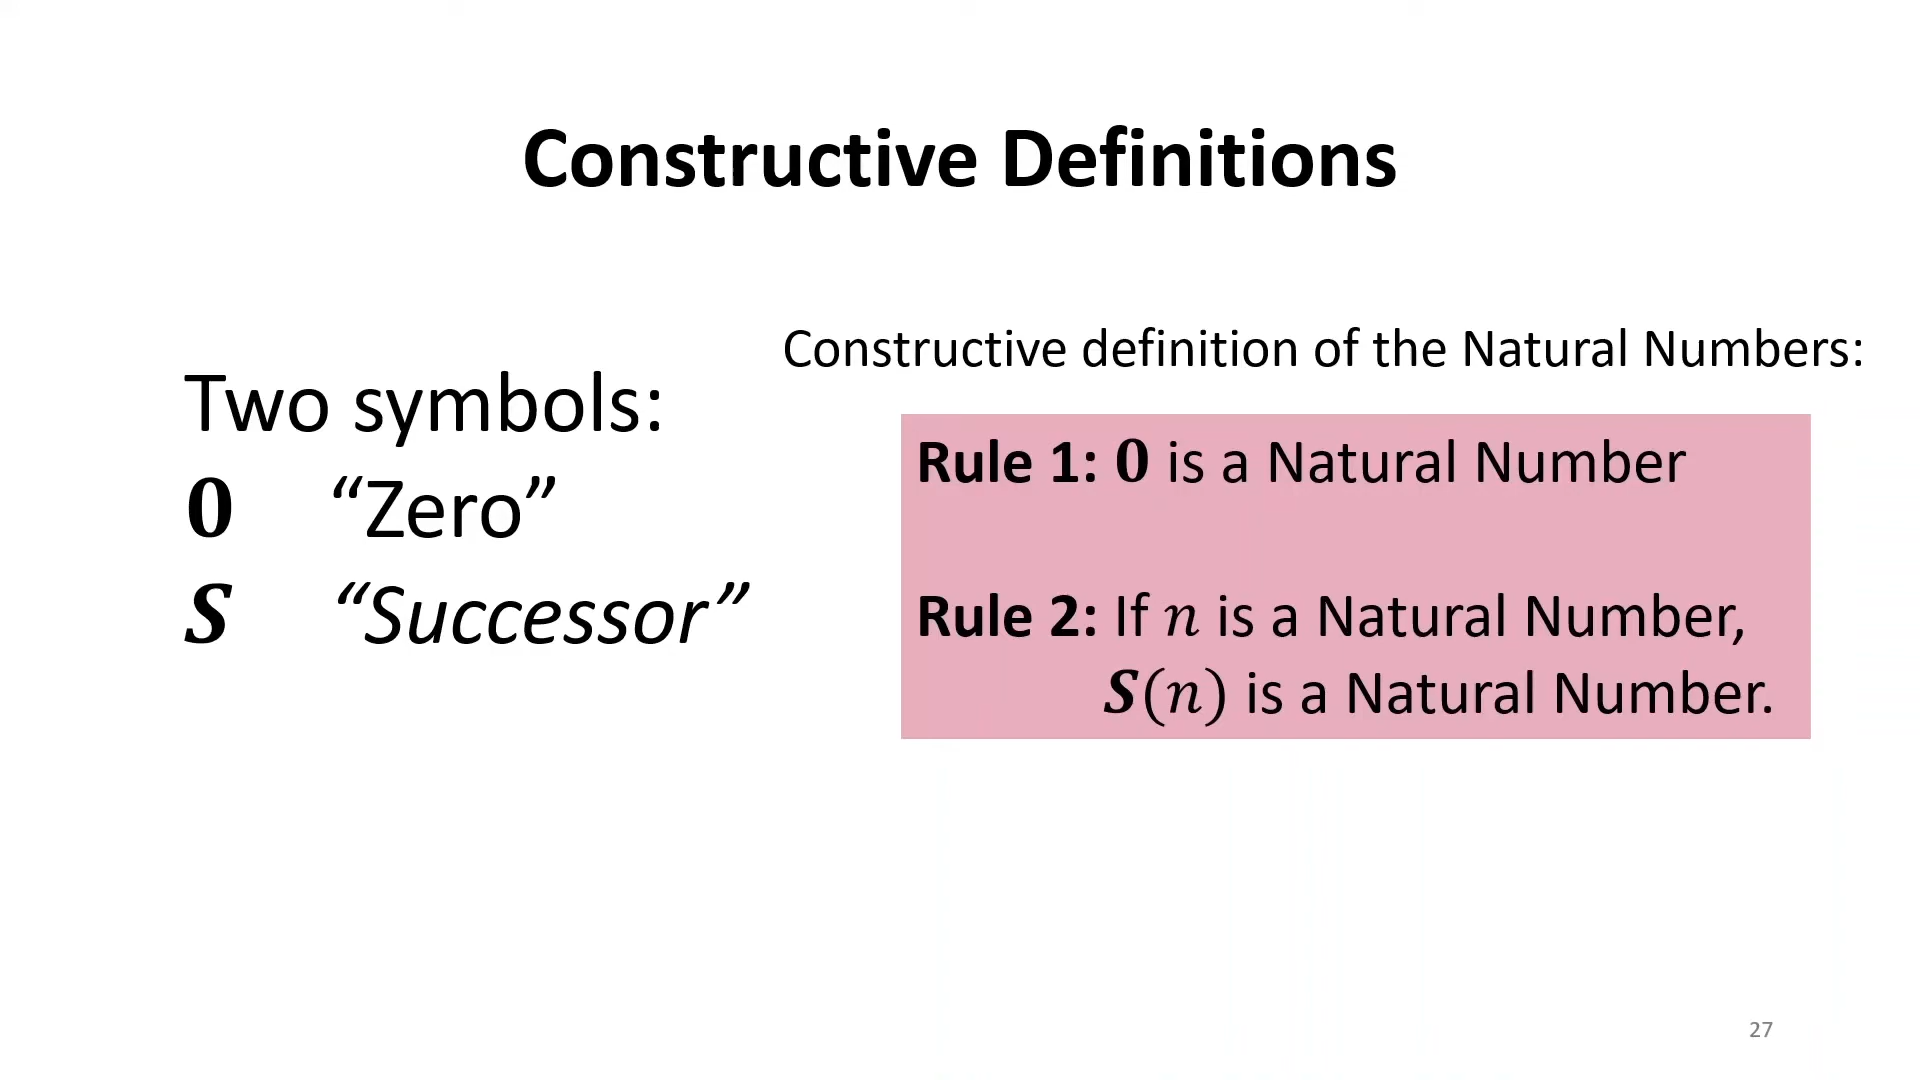 Constructive Definitions
Two symbols:
0 “Zero”
S “Successor”
Constructive definition of the Natural Numbers:
Rule 1: 0 is a Natural Number
Rule 2: If n is a Natural Number,
S(n) is a Natural Number.
27